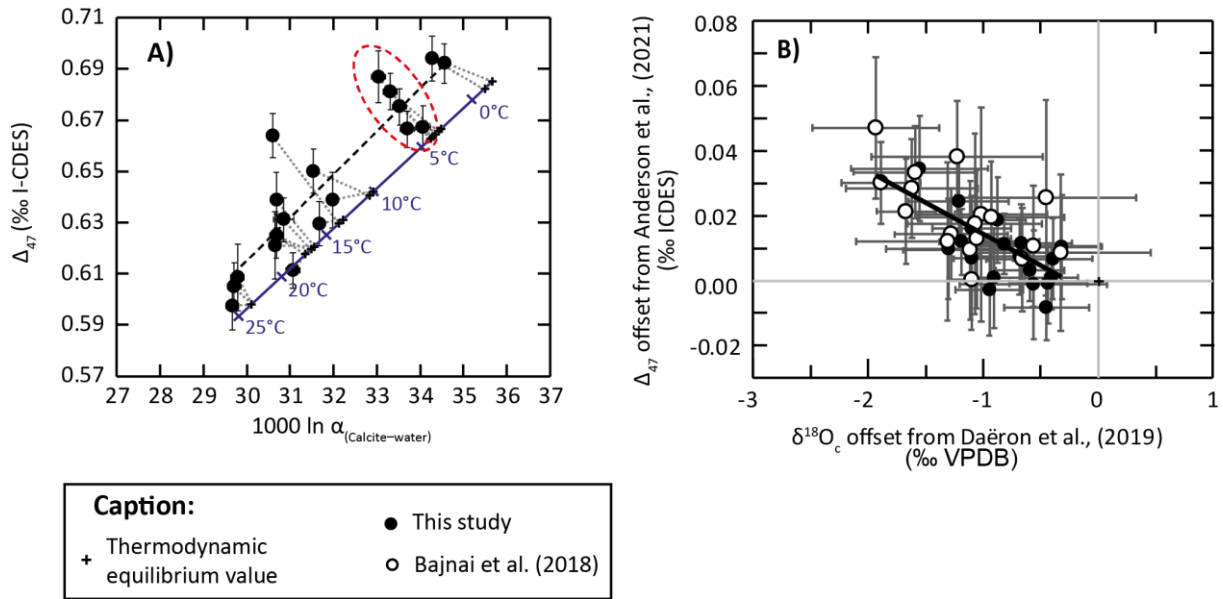 A)
0.71
0.69
0.67
0.65
0.63
0.61
0.59
0.57
Δ47 (‰ I-CDES)
0°C
5°C
10°C
15°C
20°C
25°C
27 28 29 30 31 32 33 34 35 36 37 38
1000 ln α(Calcite–water)
B)
0.08
0.06
0.04
0.02
0.00
-0.02
Δ47 offset from Anderson et al., (2021)
(‰ ICDES)
-3 -2 -1 0 1
δ18Oc offset from Daëron et al., (2019)
(‰ VPDB)
Caption:
+ Thermodynamic
equilibrium value
This study
Bajnai et al. (2018)